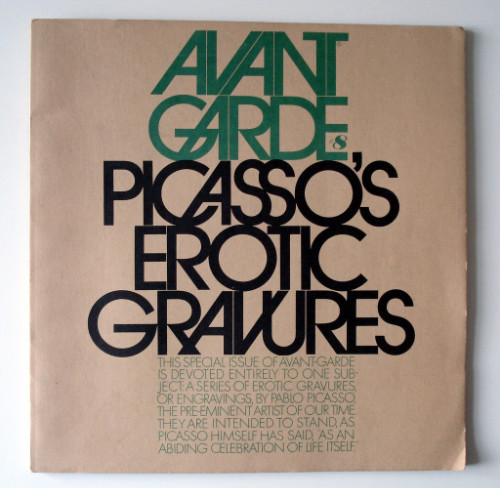 AVANT
GARDE 8
PICASSO'S
EROTIC
GRAVURES
THIS SPECIAL ISSUE OF AVANT-GARDE
IS DEVOTED ENTIRELY TO ONE SUB-
JECT: A SERIES OF EROTIC GRAVURES,
OR ENGRAVINGS, BY PABLO PICASSO,
THE PRE-EMINENT ARTIST OF OUR TIME.
THEY ARE INTENDED TO STAND, AS
PICASSO HIMSELF HAS SAID, "AS AN
ABIDING CELEBRATION OF LIFE ITSELF."